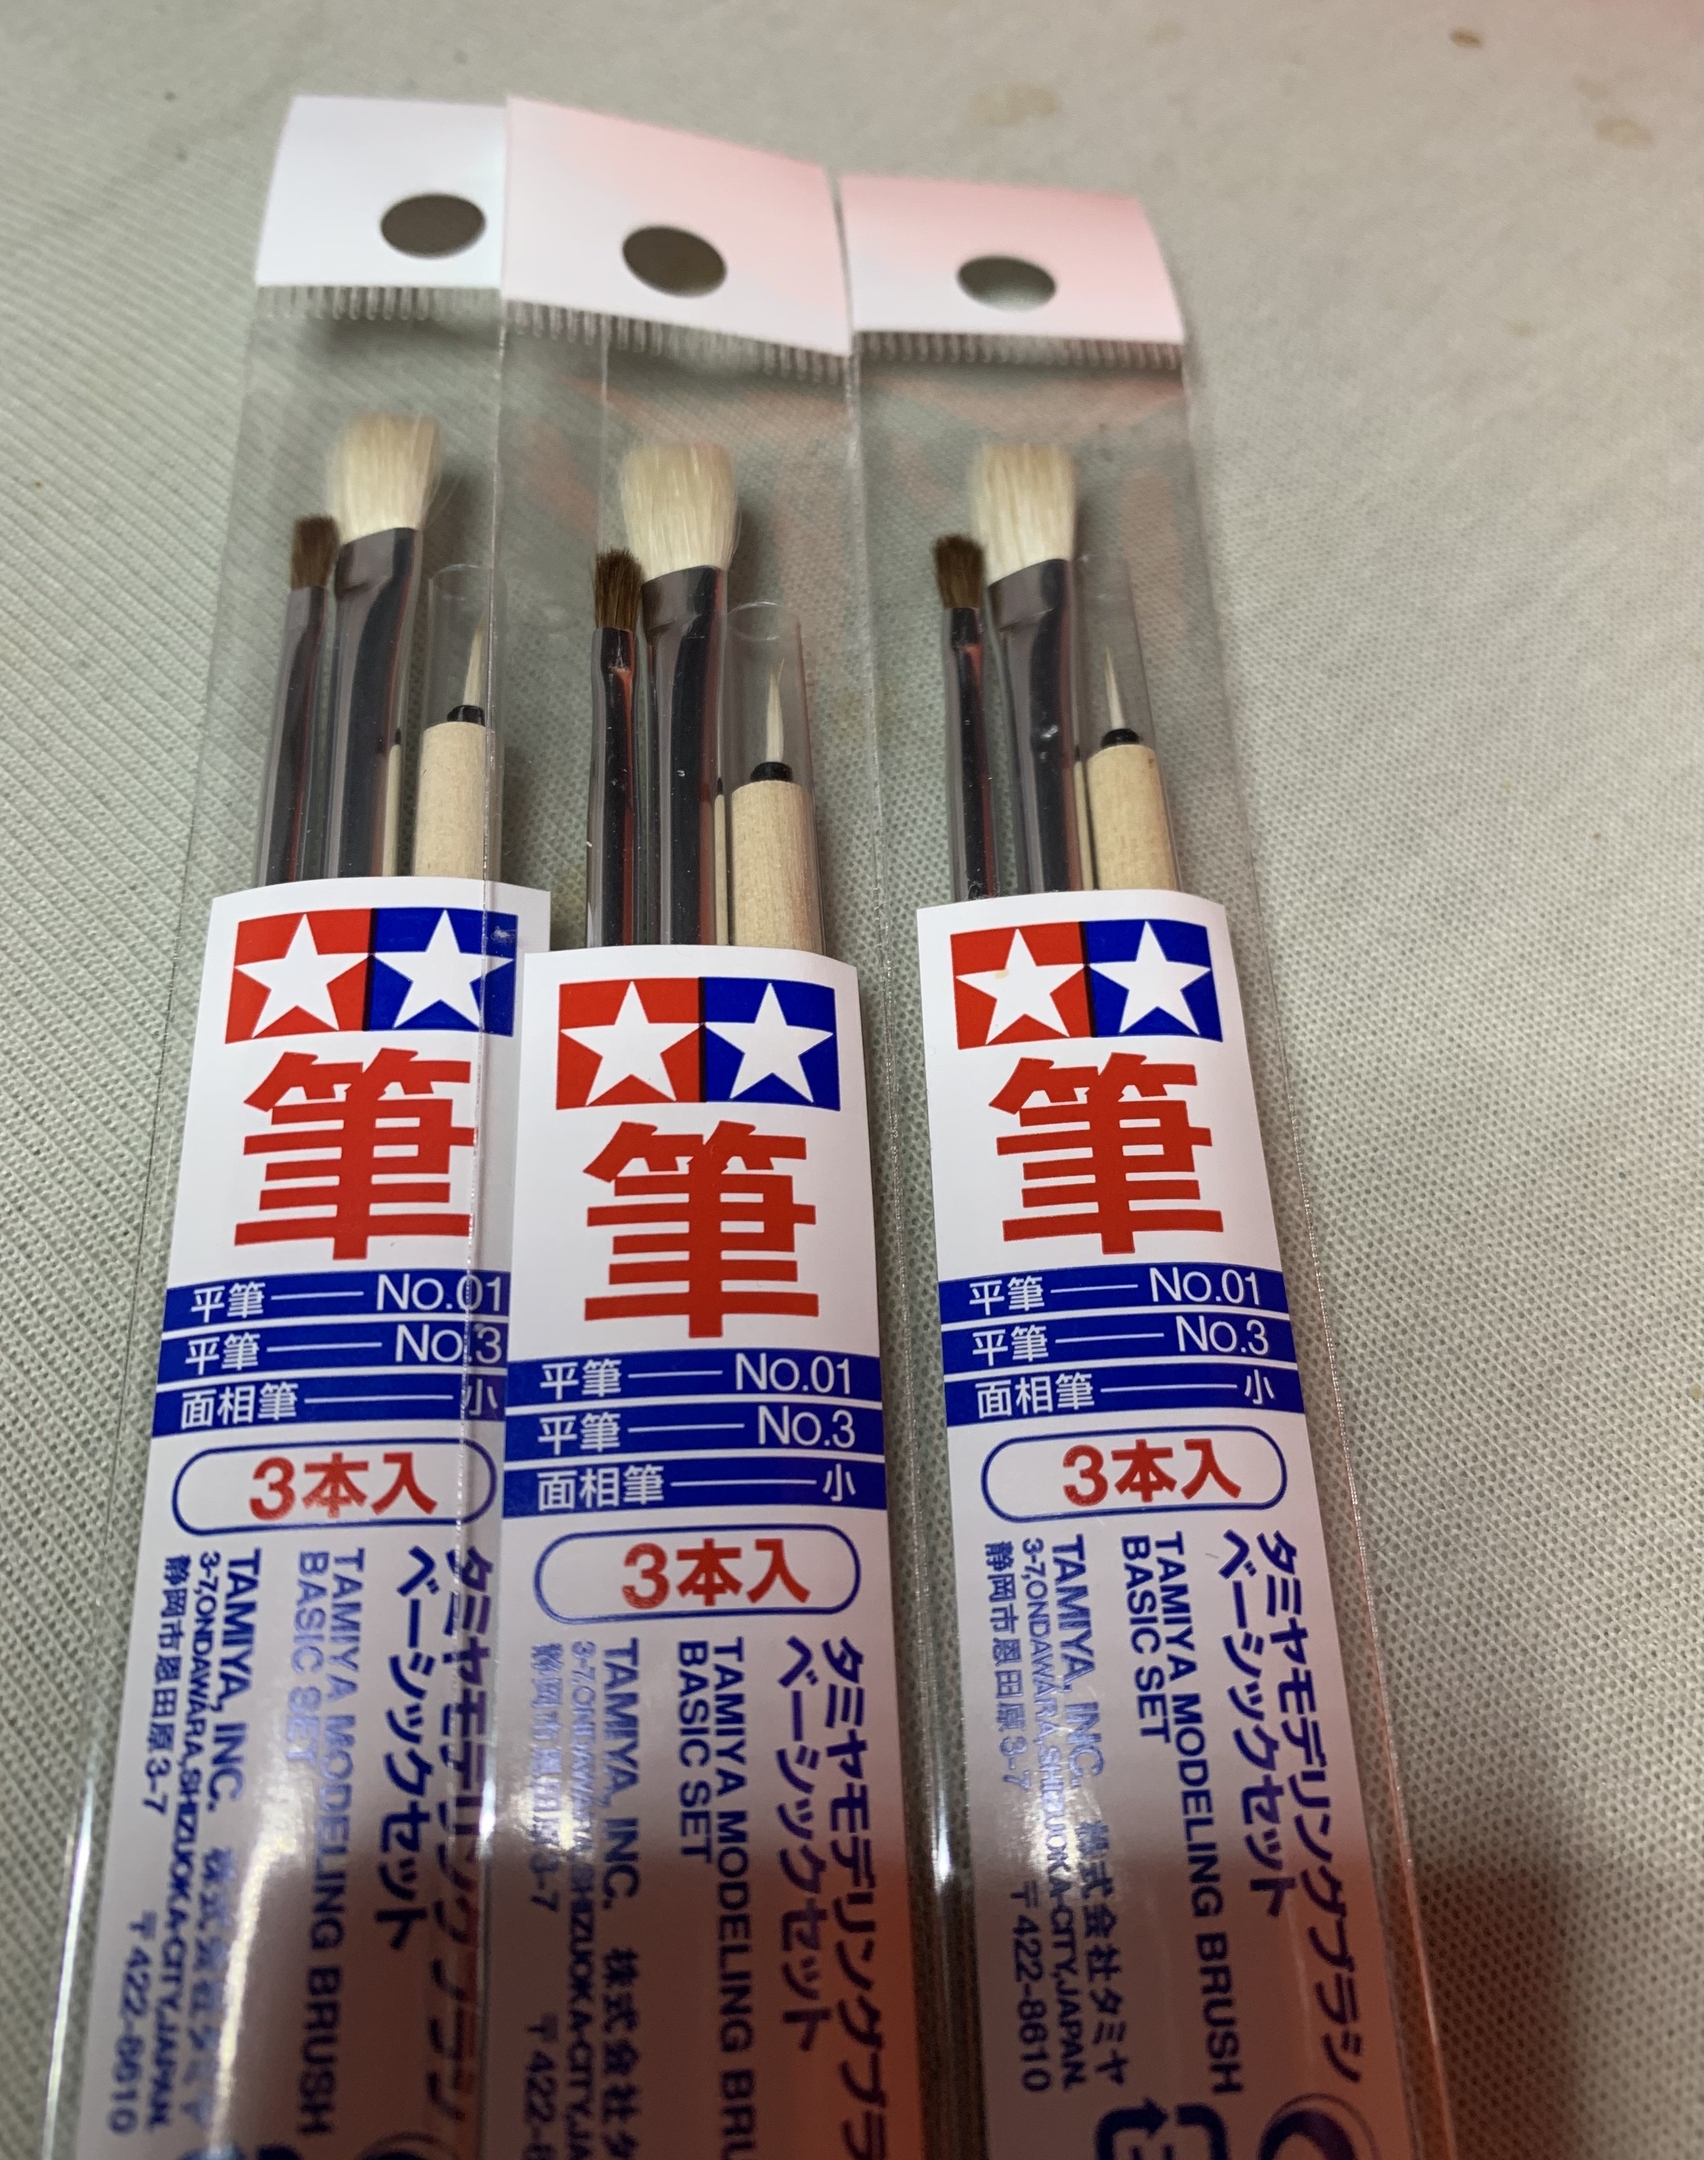 筆
平筆 No.01
平筆 No.3
面相筆 小
3本入
タミヤモデリングブラシ
ベーシックセット
TAMIYA MODELING BRUSH
BASIC SET
TAMIYA, INC. 株式会社タミヤ
3-7,ONDAWARA,SHIZUOKA-CITY,JAPAN.
静岡市恩田原3-7 〒422-8610
筆
平筆 No.01
平筆 No.3
面相筆 小
3本入
タミヤモデリングブラ
ベーシックセット
TAMIYA MODELING BRU
BASIC SET
TAMIYA, INC. 株式会社タ
3-7,ONDAWARA,SHIZUOKA-CITY,JA
静岡市恩田原3-7 〒422-8
筆
平筆 No.01
平筆 No.3
面相筆 小
3本入
タミヤモデリングブラシ
ベーシックセット
TAMIYA MODELING BRUSH
BASIC SET
TAMIYA, INC. 株式会社タミヤ
3-7,ONDAWARA,SHIZUOKA-CITY,JAPAN.
静岡市恩田原3-7 〒422-8610